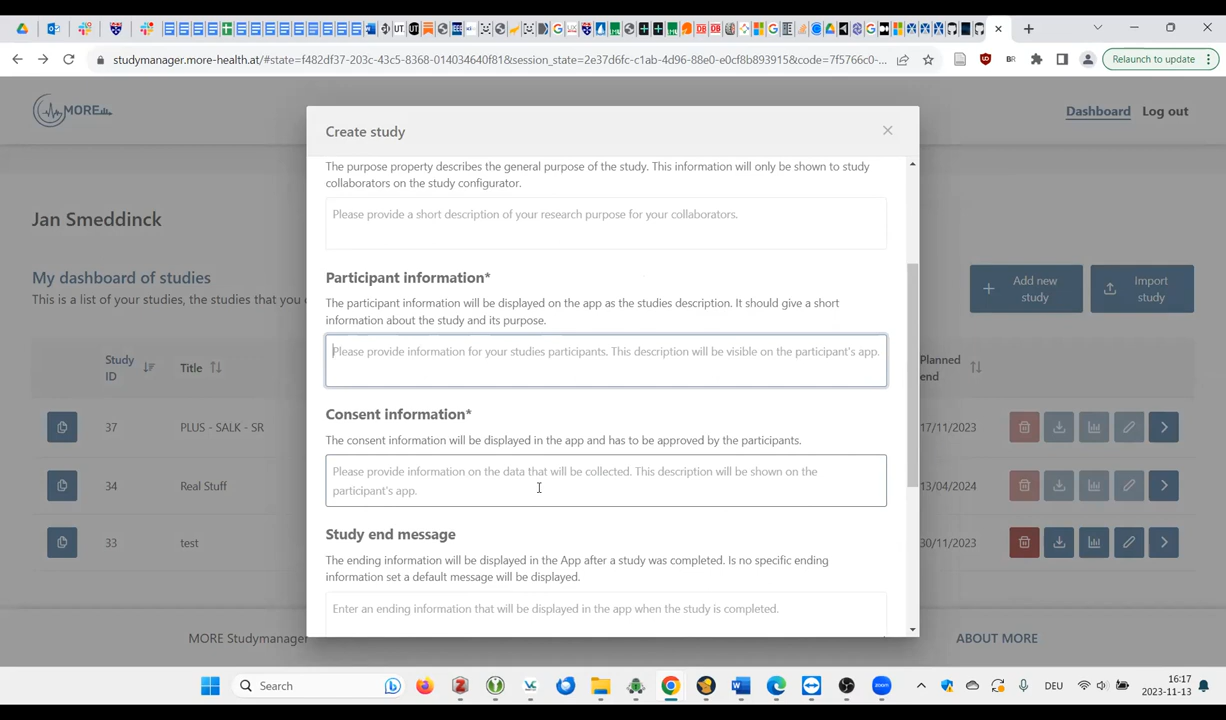 studymanager.more-health.at/#state=f482df37-203c-43c5-8368-014034640f81&session_state=2e37d6fc-c1ab-4d96-88e0-e0cf8b893915&code=7f5766c0-...
Relaunch to update
MORE
Dashboard
Log out
Create study
The purpose property describes the general purpose of the study. This information will only be shown to study
collaborators on the study configurator.
Please provide a short description of your research purpose for your collaborators.
Jan Smeddinck
My dashboard of studies
This is a list of your studies, the studies that you
Add new
study
Import
study
Participant information*
The participant information will be displayed on the app as the studies description. It should give a short
information about the study and its purpose.
Please provide information for your studies participants. This description will be visible on the participant's app.
Study
ID
Title
Planned
end
Consent information*
The consent information will be displayed in the app and has to be approved by the participants.
Please provide information on the data that will be collected. This description will be shown on the
participant's app.
37
PLUS - SALK - SR
17/11/2023
34
Real Stuff
13/04/2024
33
test
30/11/2023
Study end message
The ending information will be displayed in the App after a study was completed. Is no specific ending
information set a default message will be displayed.
Enter an ending information that will be displayed in the app when the study is completed.
MORE Studymanager
ABOUT MORE
Search
DEU
16:17
2023-11-13